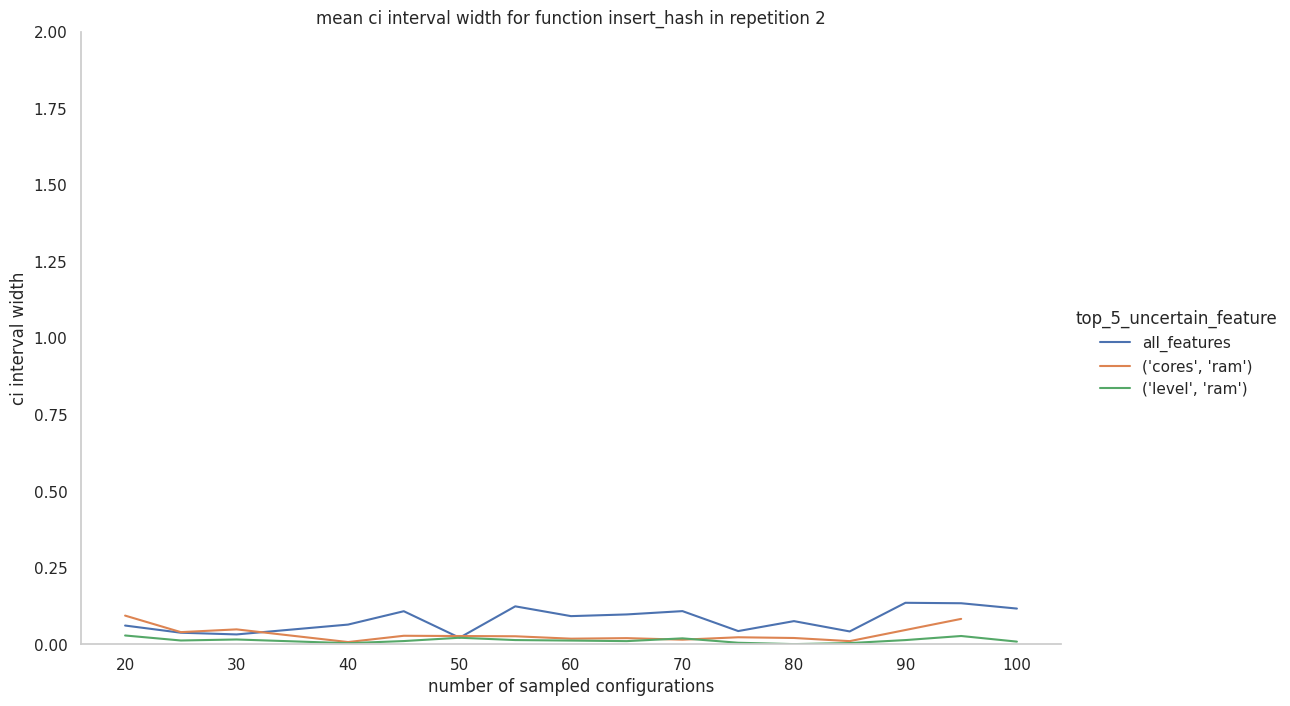 mean ci interval width for function insert_hash in repetition 2
2.00
1.75
1.50
1.25
1.00
0.75
0.50
0.25
0.00
ci interval width
20 30 40 50 60 70 80 90 100
number of sampled configurations
top_5_uncertain_feature
all_features
('cores', 'ram')
('level', 'ram')